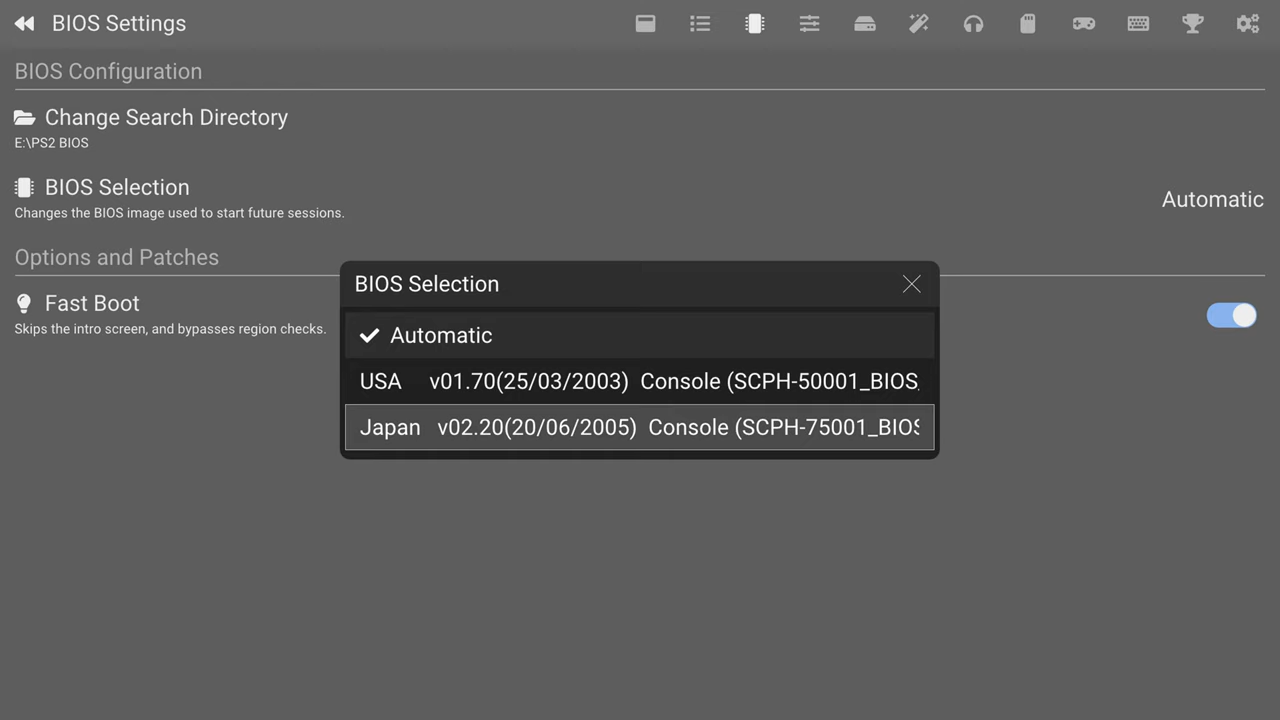 BIOS Settings
BIOS Configuration
Change Search Directory
E:\PS2 BIOS
BIOS Selection
Changes the BIOS image used to start future sessions.
Automatic
Options and Patches
Fast Boot
Skips the intro screen, and bypasses region checks.
BIOS Selection
Automatic
USA v01.70(25/03/2003) Console (SCPH-50001_BIOS_
Japan v02.20(20/06/2005) Console (SCPH-75001_BIOS